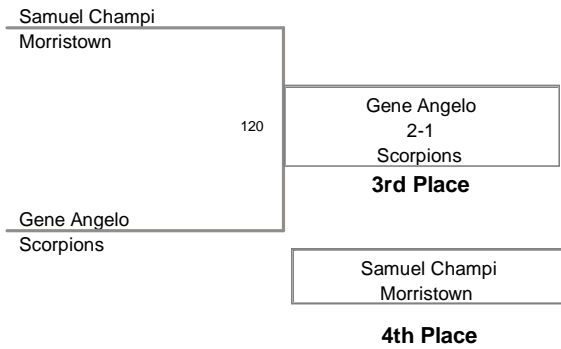 Samuel Champi
Morristown
120
Gene Angelo
2-1
Scorpions
3rd Place
Gene Angelo
Scorpions
Samuel Champi
Morristown
4th Place